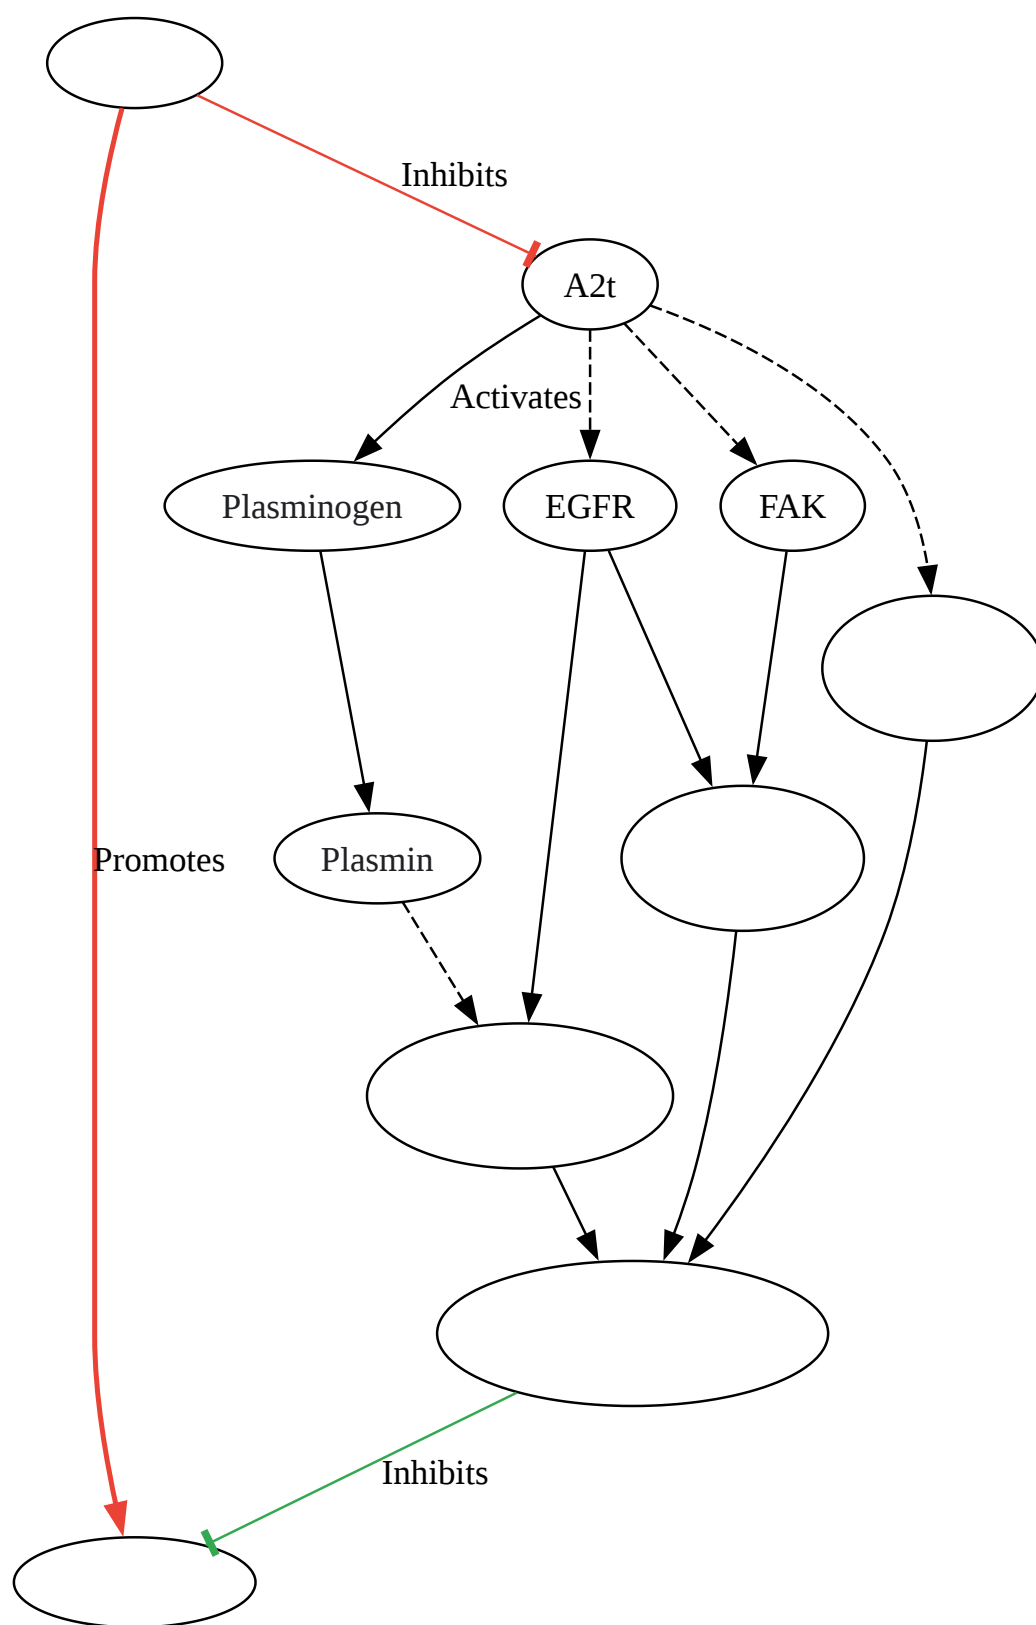 Inhibits
A2t
Activates
Plasminogen
EGFR
FAK
Promotes
Plasmin
Inhibits